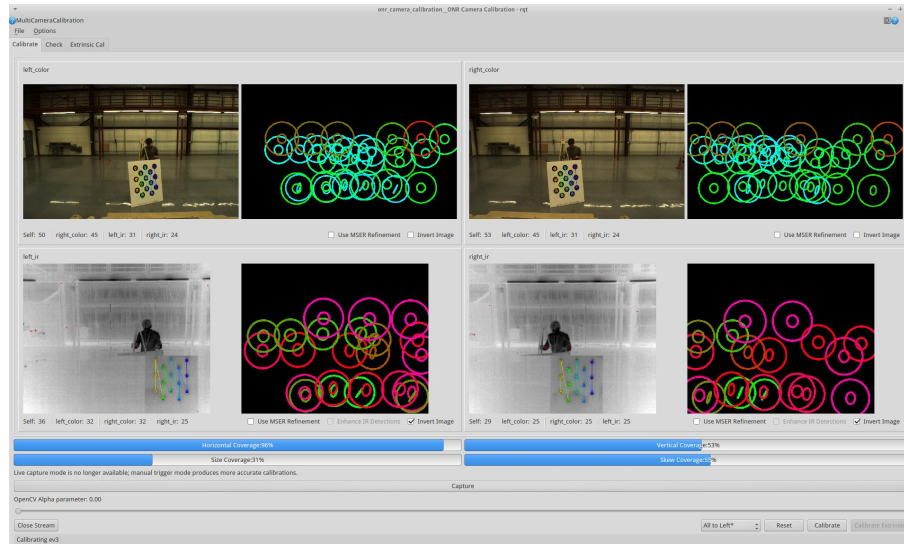 onr_camera_calibration__ONR Camera Calibration - rqt
MultiCameraCalibration
File Options
Calibrate Check Extrinsic Cal
left_color
right_color
Self: 50 right_color: 45 left_ir: 31 right_ir: 24
Use MSER Refinement Invert Image
Self: 53 left_color: 45 left_ir: 31 right_ir: 24
Use MSER Refinement Invert Image
left_ir
right_ir
Self: 36 left_color: 32 right_color: 32 right_ir: 25
Use MSER Refinement Enhance IR Detections Invert Image
Self: 29 left_color: 25 right_color: 25 left_ir: 25
Use MSER Refinement Enhance IR Detections Invert Image
Horizontal Coverage:96%
Vertical Coverage:53%
Size Coverage:31%
Skew Coverage:55%
Live capture mode is no longer available; manual trigger mode produces more accurate calibrations.
Capture
OpenCV Alpha parameter: 0.00
Close Stream
All to Left* Reset Calibrate Calibrate Extrinsic
Calibrating ev3